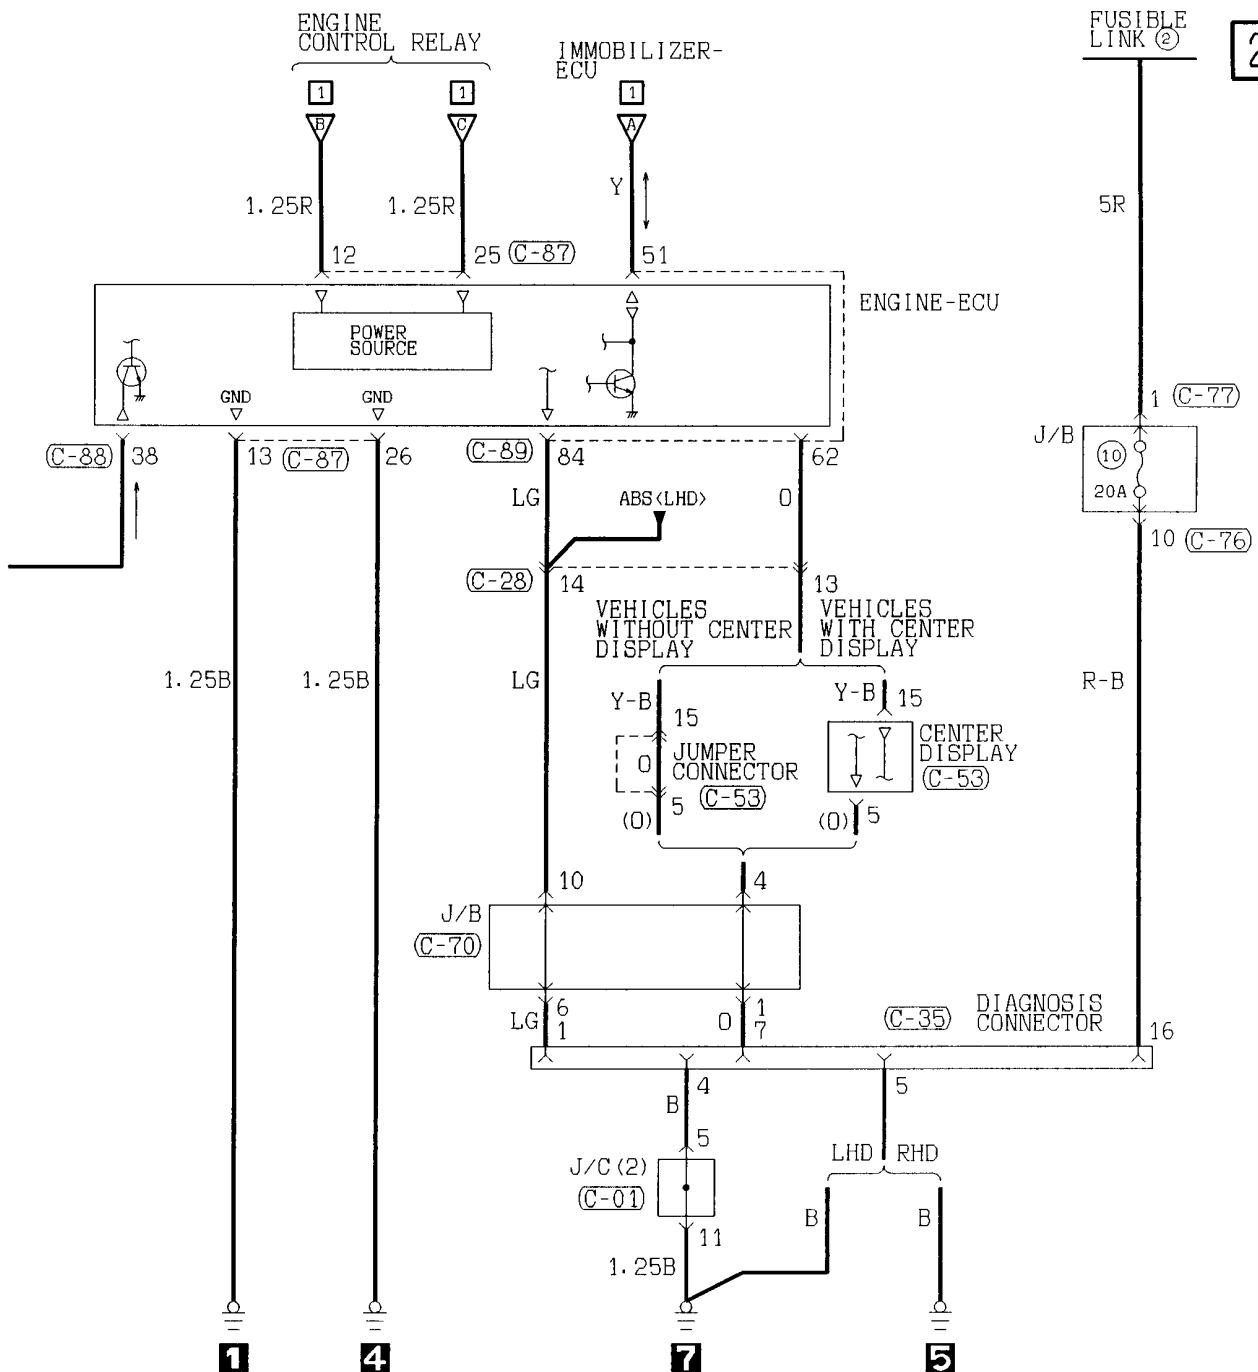 ENGINE
CONTROL RELAY
IMMOBILIZER-
ECU
FUSIBLE
LINK ②
1
1
1
B
C
A
1.25R
1.25R
Y
5R
12
25
(C-87)
51
ENGINE-ECU
POWER
SOURCE
GND
GND
1
(C-77)
J/B
⑩
20A
(C-88)
38
13
(C-87)
26
(C-89)
84
62
LG
ABS<LHD>
O
10
(C-76)
(C-28)
14
13
VEHICLES
WITHOUT CENTER
DISPLAY
VEHICLES
WITH CENTER
DISPLAY
1.25B
1.25B
LG
R-B
Y-B
15
Y-B
15
O
JUMPER
CONNECTOR
(C-53)
CENTER
DISPLAY
(C-53)
5
(O)
(O)
5
10
4
J/B
(C-70)
6
1
LG
1
O
7
(C-35)
DIAGNOSIS
CONNECTOR
16
4
5
B
5
J/C(2)
(C-01)
LHD
RHD
11
B
B
1.25B
1
4
7
5